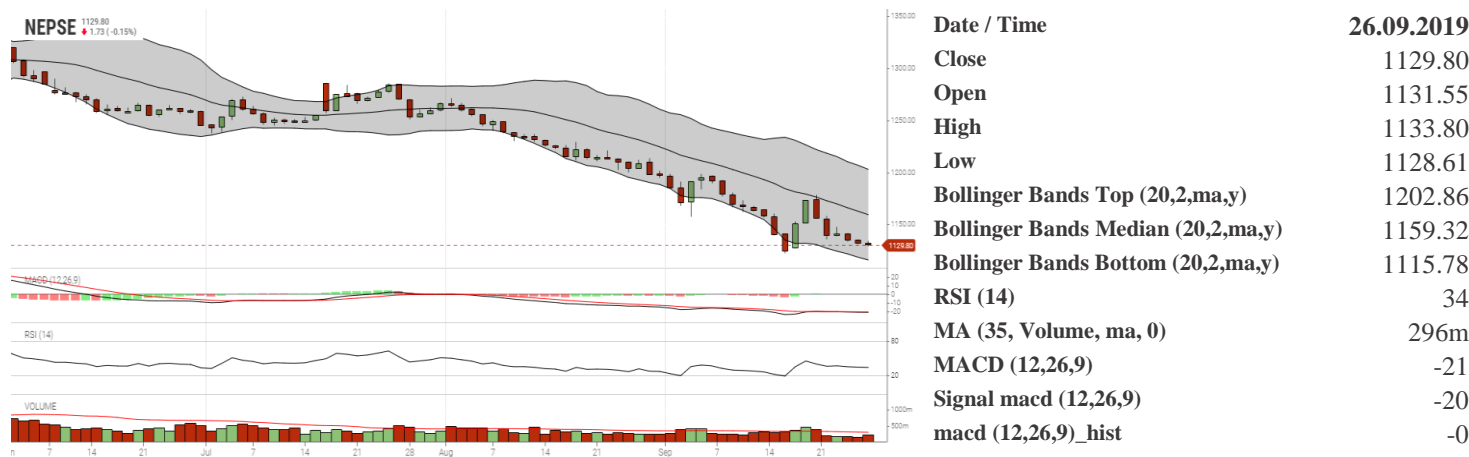 NEPSE 1129.80
1.73 (-0.15%)
1350.00
1300.00
1250.00
1200.00
1150.00
1129.80
MACD (12,26,9)
20
10
0
-10
-20
RSI (14)
80
20
VOLUME
1000m
500m
n 7 14 21 Jul 7 14 21 28 Aug 7 14 21 Sep 7 14 21
Date / Time 26.09.2019
Close 1129.80
Open 1131.55
High 1133.80
Low 1128.61
Bollinger Bands Top (20,2,ma,y) 1202.86
Bollinger Bands Median (20,2,ma,y) 1159.32
Bollinger Bands Bottom (20,2,ma,y) 1115.78
RSI (14) 34
MA (35, Volume, ma, 0) 296m
MACD (12,26,9) -21
Signal macd (12,26,9) -20
macd (12,26,9)_hist -0